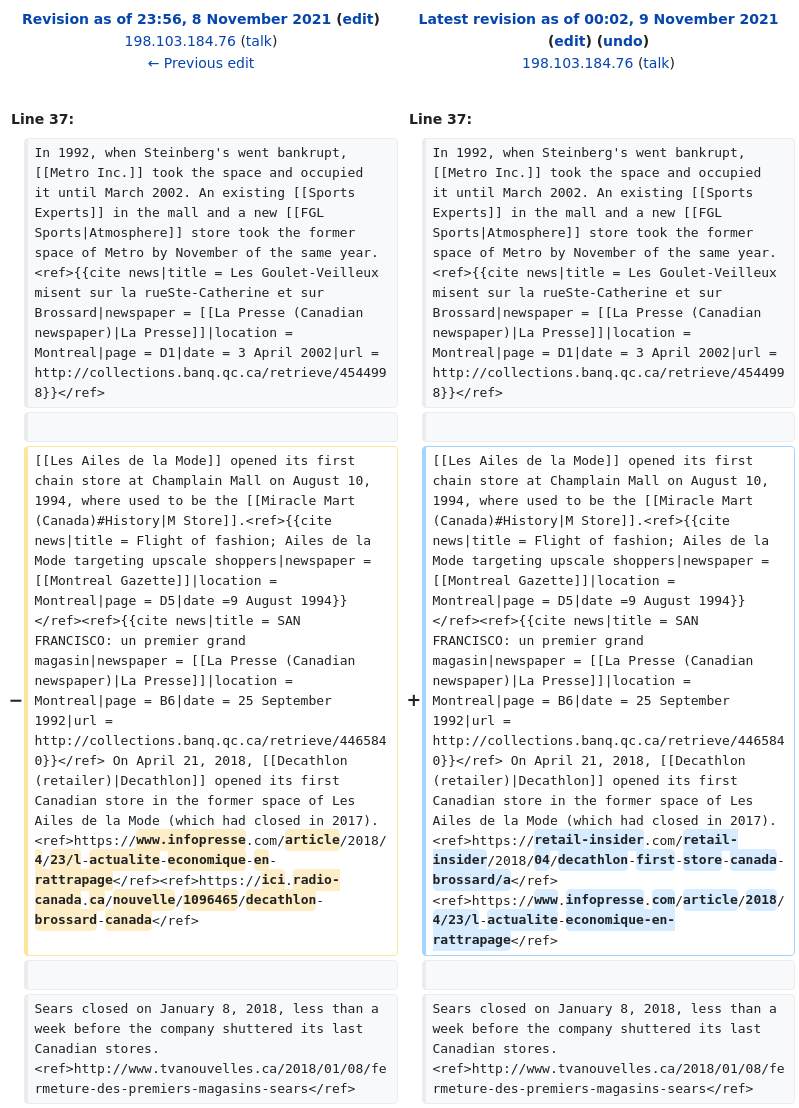 Revision as of 23:56, 8 November 2021 (edit)
198.103.184.76 (talk)
← Previous edit
Latest revision as of 00:02, 9 November 2021
(edit) (undo)
198.103.184.76 (talk)
Line 37:
Line 37:
In 1992, when Steinberg's went bankrupt,
[[Metro Inc.]] took the space and occupied
it until March 2002. An existing [[Sports
Experts]] in the mall and a new [[FGL
Sports|Atmosphere]] store took the former
space of Metro by November of the same year.
<ref>{{cite news|title = Les Goulet-Veilleux
misent sur la rueSte-Catherine et sur
Brossard|newspaper = [[La Presse (Canadian
newspaper)|La Presse]]|location =
Montreal|page = D1|date = 3 April 2002|url =
http://collections.banq.qc.ca/retrieve/454499
8}}</ref>
In 1992, when Steinberg's went bankrupt,
[[Metro Inc.]] took the space and occupied
it until March 2002. An existing [[Sports
Experts]] in the mall and a new [[FGL
Sports|Atmosphere]] store took the former
space of Metro by November of the same year.
<ref>{{cite news|title = Les Goulet-Veilleux
misent sur la rueSte-Catherine et sur
Brossard|newspaper = [[La Presse (Canadian
newspaper)|La Presse]]|location =
Montreal|page = D1|date = 3 April 2002|url =
http://collections.banq.qc.ca/retrieve/454499
8}}</ref>
−
[[Les Ailes de la Mode]] opened its first
chain store at Champlain Mall on August 10,
1994, where used to be the [[Miracle Mart
(Canada)#History|M Store]].<ref>{{cite
news|title = Flight of fashion; Ailes de la
Mode targeting upscale shoppers|newspaper =
[[Montreal Gazette]]|location =
Montreal|page = D5|date =9 August 1994}}
</ref><ref>{{cite news|title = SAN
FRANCISCO: un premier grand
magasin|newspaper = [[La Presse (Canadian
newspaper)|La Presse]]|location =
Montreal|page = B6|date = 25 September
1992|url =
http://collections.banq.qc.ca/retrieve/446584
0}}</ref> On April 21, 2018, [[Decathlon
(retailer)|Decathlon]] opened its first
Canadian store in the former space of Les
Ailes de la Mode (which had closed in 2017).
<ref>https://www.infopresse.com/article/2018/
4/23/l-actualite-economique-en-
rattrapage</ref><ref>https://ici.radio-
canada.ca/nouvelle/1096465/decathlon-
brossard-canada</ref>
+
[[Les Ailes de la Mode]] opened its first
chain store at Champlain Mall on August 10,
1994, where used to be the [[Miracle Mart
(Canada)#History|M Store]].<ref>{{cite
news|title = Flight of fashion; Ailes de la
Mode targeting upscale shoppers|newspaper =
[[Montreal Gazette]]|location =
Montreal|page = D5|date =9 August 1994}}
</ref><ref>{{cite news|title = SAN
FRANCISCO: un premier grand
magasin|newspaper = [[La Presse (Canadian
newspaper)|La Presse]]|location =
Montreal|page = B6|date = 25 September
1992|url =
http://collections.banq.qc.ca/retrieve/446584
0}}</ref> On April 21, 2018, [[Decathlon
(retailer)|Decathlon]] opened its first
Canadian store in the former space of Les
Ailes de la Mode (which had closed in 2017).
<ref>https://retail-insider.com/retail-
insider/2018/04/decathlon-first-store-canada-
brossard/a</ref>
<ref>https://www.infopresse.com/article/2018/
4/23/l-actualite-economique-en-
rattrapage</ref>
Sears closed on January 8, 2018, less than a
week before the company shuttered its last
Canadian stores.
<ref>http://www.tvanouvelles.ca/2018/01/08/fe
rmeture-des-premiers-magasins-sears</ref>
Sears closed on January 8, 2018, less than a
week before the company shuttered its last
Canadian stores.
<ref>http://www.tvanouvelles.ca/2018/01/08/fe
rmeture-des-premiers-magasins-sears</ref>